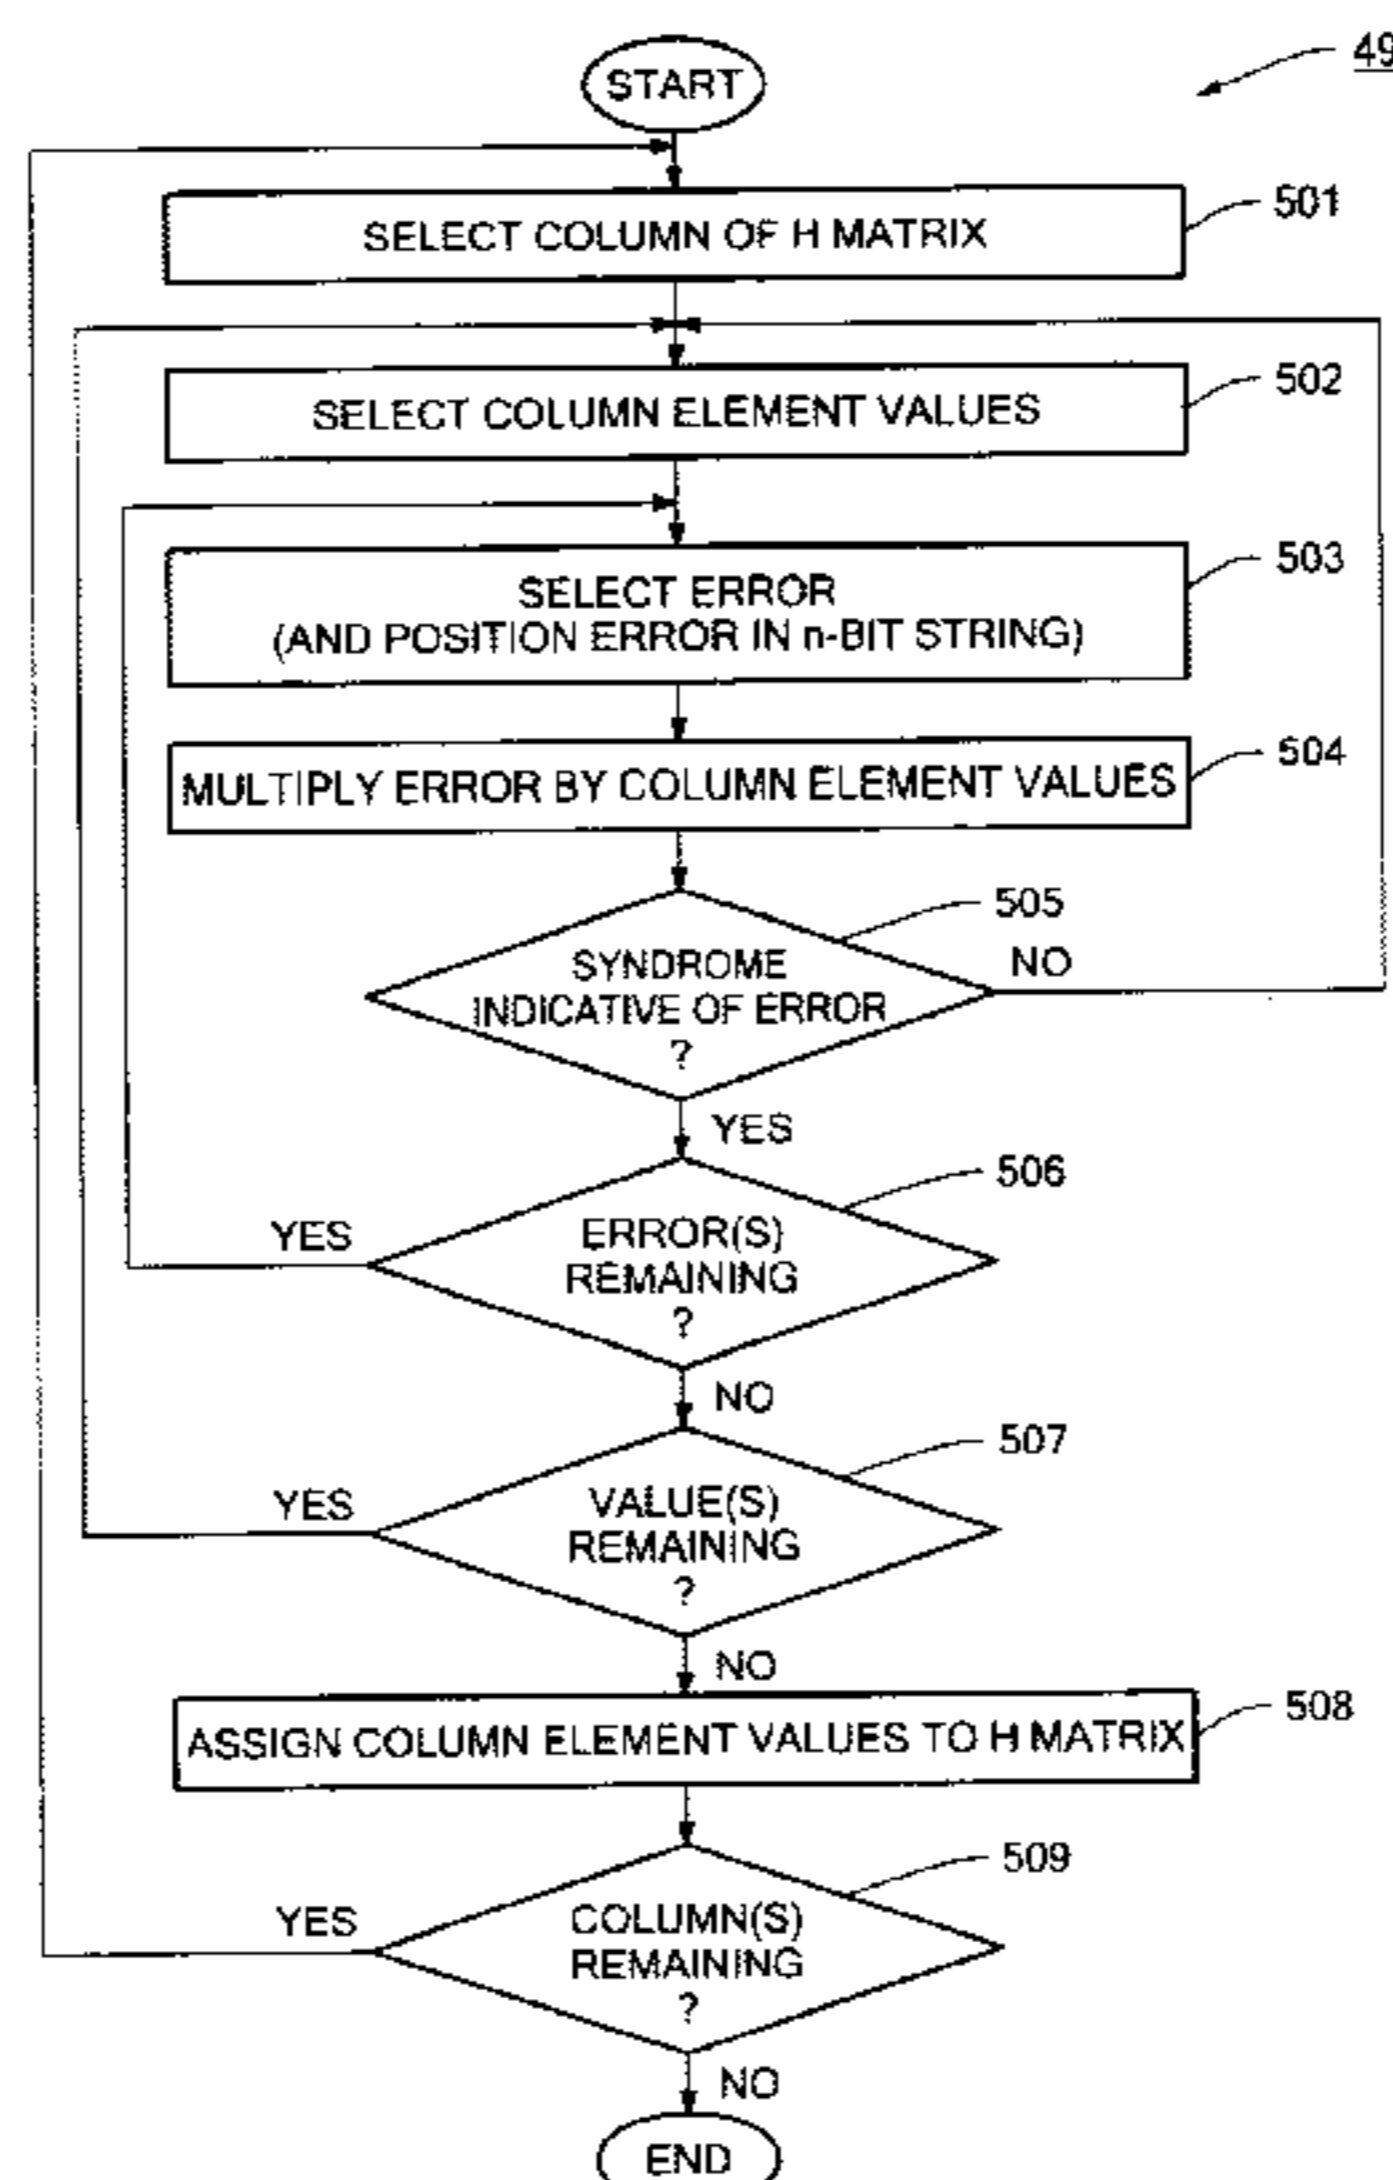 START
49
SELECT COLUMN OF H MATRIX
501
SELECT COLUMN ELEMENT VALUES
502
SELECT ERROR
(AND POSITION ERROR IN n-BIT STRING)
503
MULTIPLY ERROR BY COLUMN ELEMENT VALUES
504
505
SYNDROME
INDICATIVE OF ERROR
?
NO
YES
506
ERROR(S)
REMAINING
?
YES
NO
507
VALUE(S)
REMAINING
?
YES
NO
ASSIGN COLUMN ELEMENT VALUES TO H MATRIX
508
509
COLUMN(S)
REMAINING
?
YES
NO
END